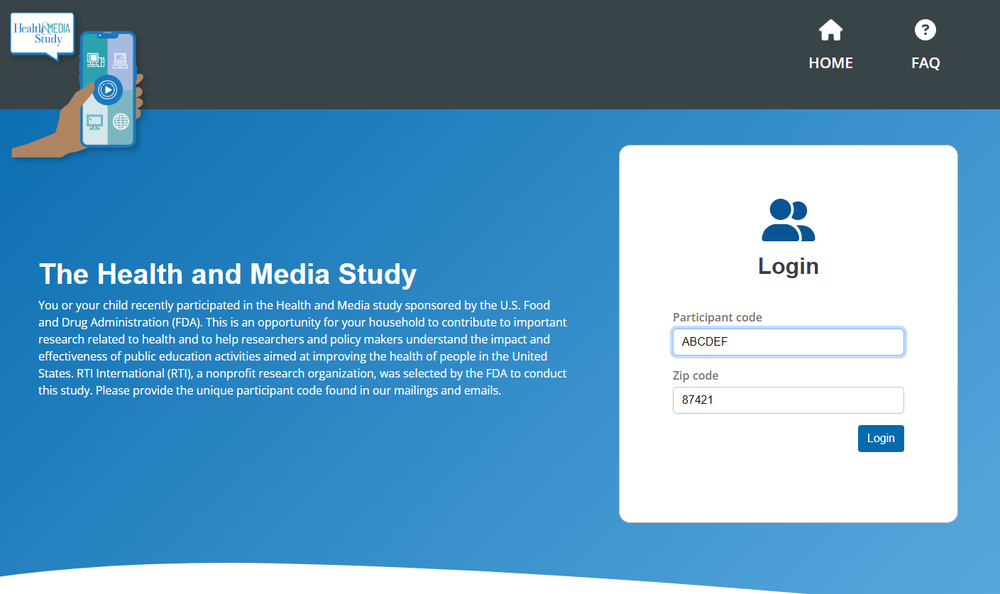 Health&MEDIA
Study
HOME
FAQ
The Health and Media Study
You or your child recently participated in the Health and Media study sponsored by the U.S. Food
and Drug Administration (FDA). This is an opportunity for your household to contribute to important
research related to health and to help researchers and policy makers understand the impact and
effectiveness of public education activities aimed at improving the health of people in the United
States. RTI International (RTI), a nonprofit research organization, was selected by the FDA to conduct
this study. Please provide the unique participant code found in our mailings and emails.
Login
Participant code
ABCDEF
Zip code
87421
Login